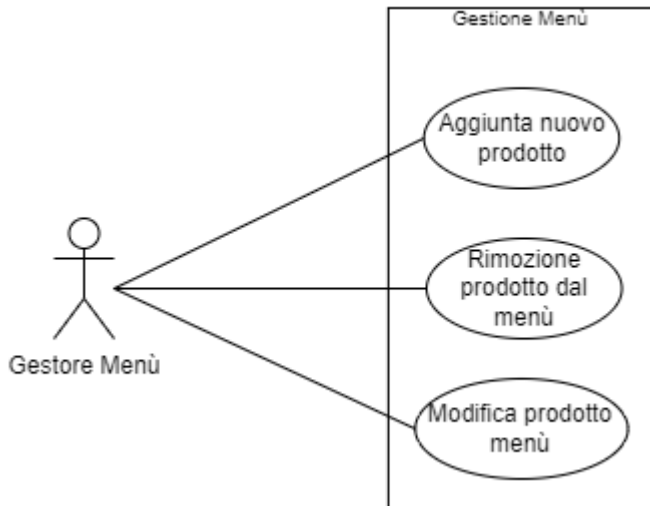 Gestione Menù
Aggiunta nuovo
prodotto
Rimozione
prodotto dal
menù
Gestore Menù
Modifica prodotto
menù